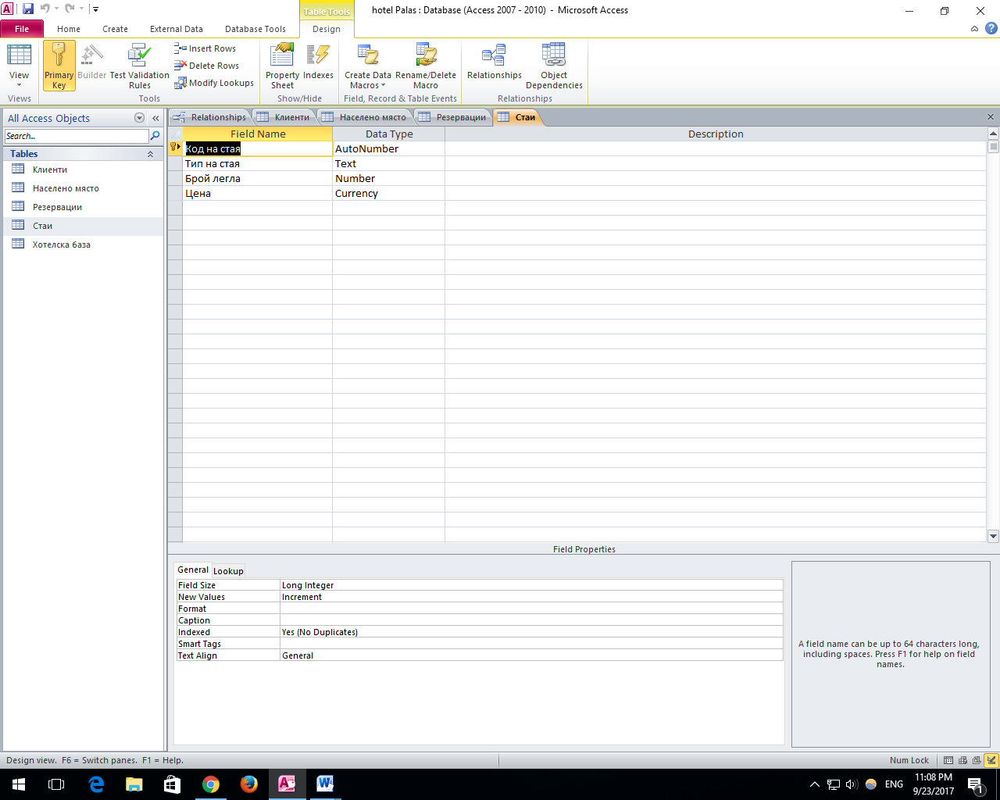 hotel Palas : Database (Access 2007 - 2010) - Microsoft Access
Table Tools
File Home Create External Data Database Tools Design
View
Primary Key
Builder
Test Validation Rules
Insert Rows
Delete Rows
Modify Lookups
Property Sheet
Indexes
Create Data Macros
Rename/Delete Macro
Relationships
Object Dependencies
Views Tools Show/Hide Field, Record & Table Events Relationships
All Access Objects
Search...
Tables
Клиенти
Населено място
Резервации
Стаи
Хотелска база
Relationships Клиенти Населено място Резервации Стаи
Field Name Data Type Description
Код на стая AutoNumber
Тип на стая Text
Брой легла Number
Цена Currency
Field Properties
General Lookup
Field Size Long Integer
New Values Increment
Format
Caption
Indexed Yes (No Duplicates)
Smart Tags
Text Align General
A field name can be up to 64 characters long,
including spaces. Press F1 for help on field
names.
Design view. F6 = Switch panes. F1 = Help.
Num Lock
ENG
11:08 PM
9/23/2017
1